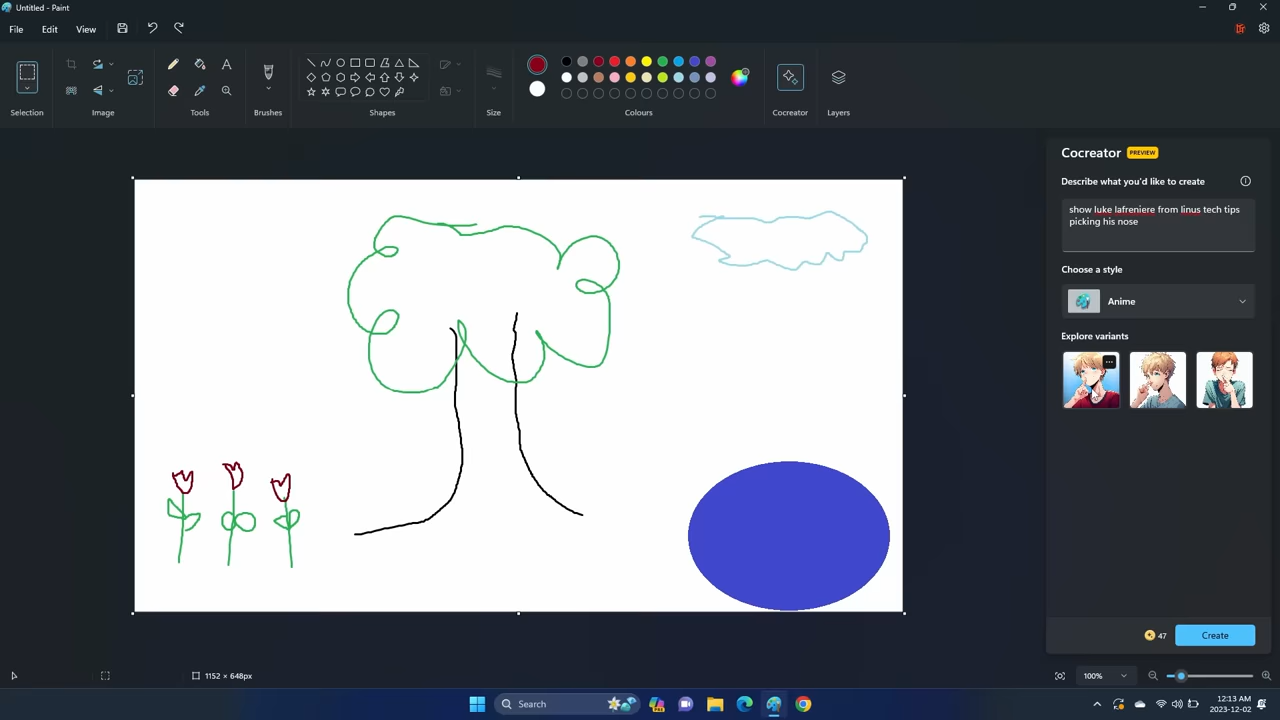 Untitled - Paint
File Edit View
Selection Image Tools Brushes Shapes Size Colours Cocreator Layers
Cocreator PREVIEW
Describe what you'd like to create
show luke lafreniere from linus tech tips
picking his nose
Choose a style
Anime
Explore variants
47 Create
1152 × 648px 100%
Search
12:13 AM
2023-12-02